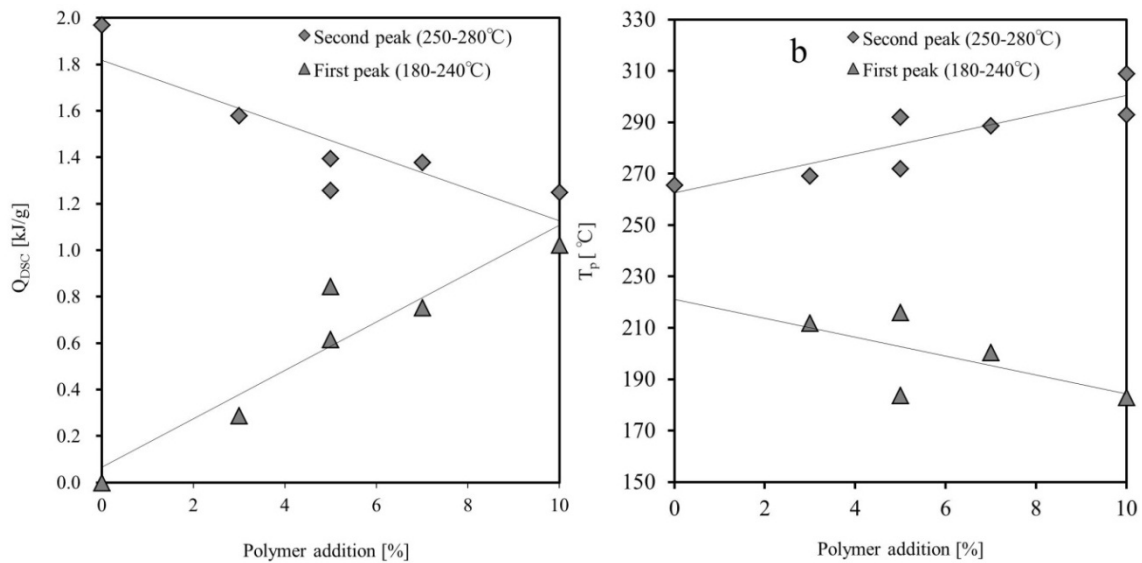 2.0
1.8
1.6
1.4
1.2
1.0
0.8
0.6
0.4
0.2
0.0
Q_DSC [kJ/g]
Second peak (250-280℃)
First peak (180-240℃)
0 2 4 6 8 10
Polymer addition [%]
330
310
290
270
250
230
210
190
170
150
T_p [ ℃]
b
Second peak (250-280℃)
First peak (180-240℃)
0 2 4 6 8 10
Polymer addition [%]